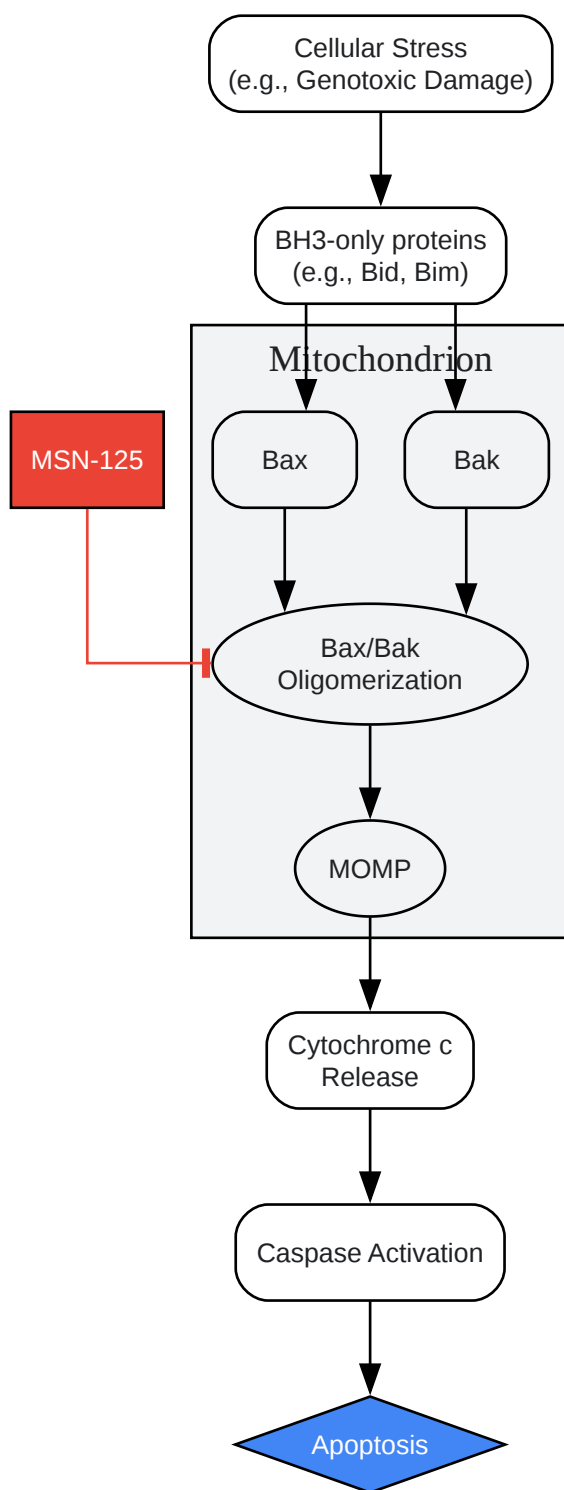 Cellular Stress
(e.g., Genotoxic Damage)
BH3-only proteins
(e.g., Bid, Bim)
Mitochondrion
MSN-125
Bax
Bak
Bax/Bak
Oligomerization
MOMP
Cytochrome c
Release
Caspase Activation
Apoptosis